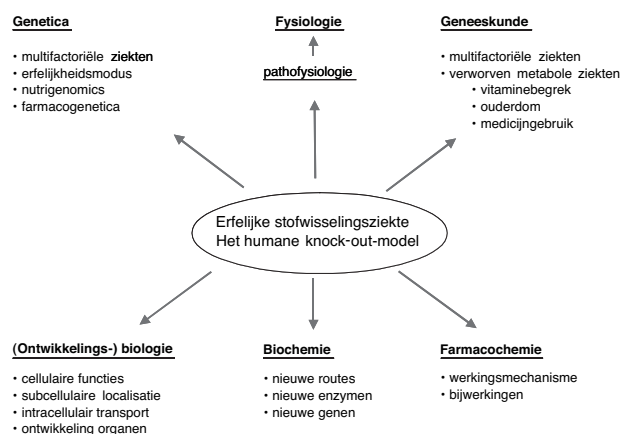 Genetica
• multifactoriële ziekten
• erfelijkheidsmodus
• nutrigenomics
• farmacogenetica
Fysiologie
pathofysiologie
Geneeskunde
• multifactoriële ziekten
• verworven metabole ziekten
• vitaminebegrek
• ouderdom
• medicijngebruik
Erfelijke stofwisselingsziekte
Het humane knock-out-model
(Ontwikkelings-) biologie
• cellulaire functies
• subcellulaire localisatie
• intracellulair transport
• ontwikkeling organen
Biochemie
• nieuwe routes
• nieuwe enzymen
• nieuwe genen
Farmacochemie
• werkingsmechanisme
• bijwerkingen